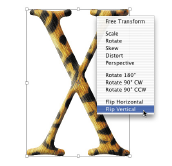 X
Free Transform
Scale
Rotate
Skew
Distort
Perspective
Rotate 180°
Rotate 90° CW
Rotate 90° CCW
Flip Horizontal
Flip Vertical